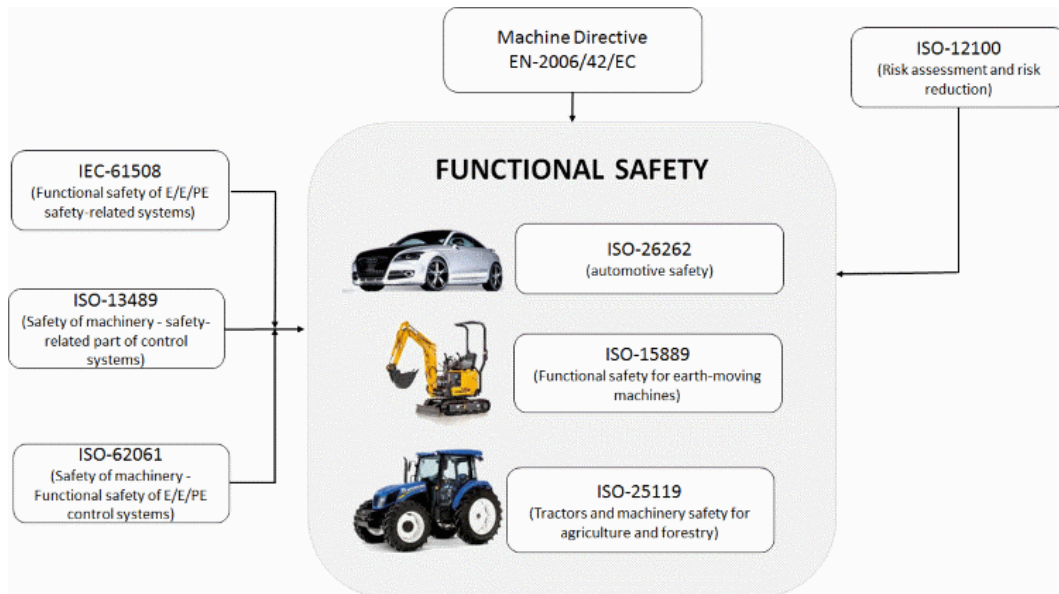 Machine Directive
EN-2006/42/EC
ISO-12100
(Risk assessment and risk
reduction)
FUNCTIONAL SAFETY
IEC-61508
(Functional safety of E/E/PE
safety-related systems)
ISO-13489
(Safety of machinery - safety-
related part of control
systems)
ISO-62061
(Safety of machinery -
Functional safety of E/E/PE
control systems)
ISO-26262
(automotive safety)
ISO-15889
(Functional safety for earth-moving
machines)
ISO-25119
(Tractors and machinery safety for
agriculture and forestry)